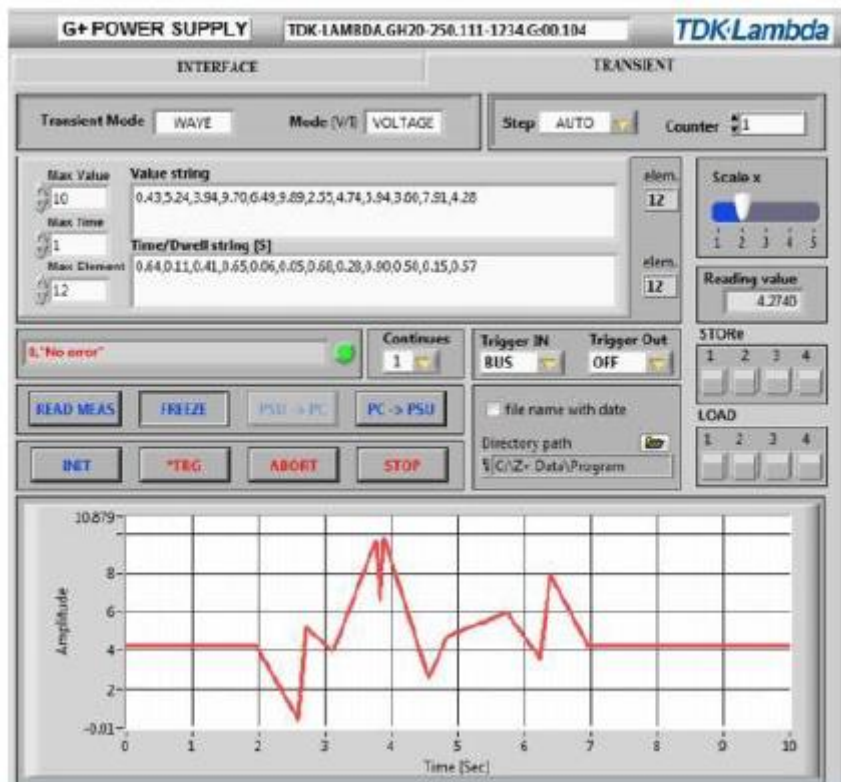 G+ POWER SUPPLY TDK-LAMBDA.GH20-250.111-1234.G:00.104 TDK·Lambda
INTERFACE TRANSIENT
Transient Mode WAVE Mode (V/I) VOLTAGE Step AUTO Counter 1
Max Value Value string elem. Scale x
10 0.43,5.24,3.94,9.70,6.49,9.89,2.55,4.74,5.94,3.60,7.91,4.28 12
Max Time
1 Time/Dwell string [S] 1 2 3 4 5
Max Element elem.
12 0.64,0.11,0.41,0.65,0.06,0.05,0.68,0.28,0.90,0.50,0.15,0.57 12 Reading value
4.2740
0,"No error" Continues Trigger IN Trigger Out STORe
1 BUS OFF 1 2 3 4
READ MEAS FREEZE PSU -> PC PC -> PSU file name with date
LOAD
Directory path 1 2 3 4
INIT *TRG ABORT STOP C:\Z+ Data\Program
10.879
8
6
4
2
-0.01
Amplitude
0 1 2 3 4 5 6 7 8 9 10
Time [Sec]